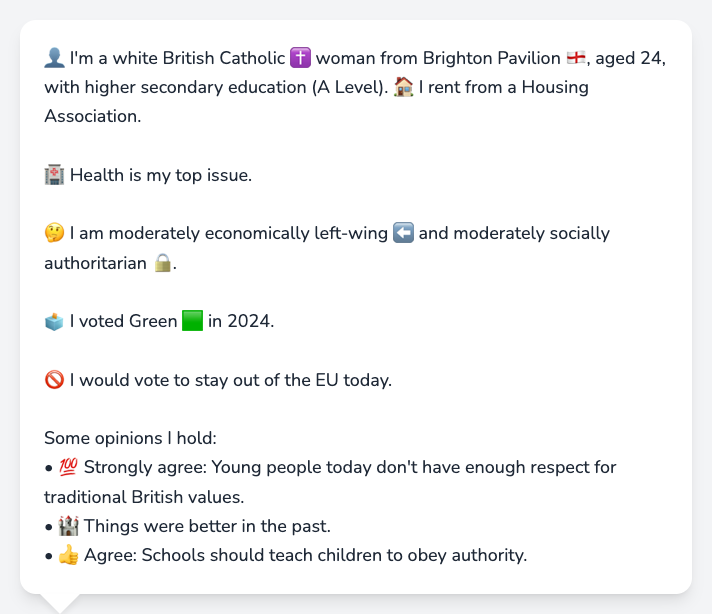 👤 I'm a white British Catholic ✝️ woman from Brighton Pavilion 🏴󠁧󠁢󠁥󠁮󠁧󠁿, aged 24,
with higher secondary education (A Level). 🏠 I rent from a Housing
Association.
🏥 Health is my top issue.
🤔 I am moderately economically left-wing ⬅️ and moderately socially
authoritarian 🔒.
🗳️ I voted Green 🟩 in 2024.
🚫 I would vote to stay out of the EU today.
Some opinions I hold:
• 💯 Strongly agree: Young people today don't have enough respect for
traditional British values.
• 🏰 Things were better in the past.
• 👍 Agree: Schools should teach children to obey authority.